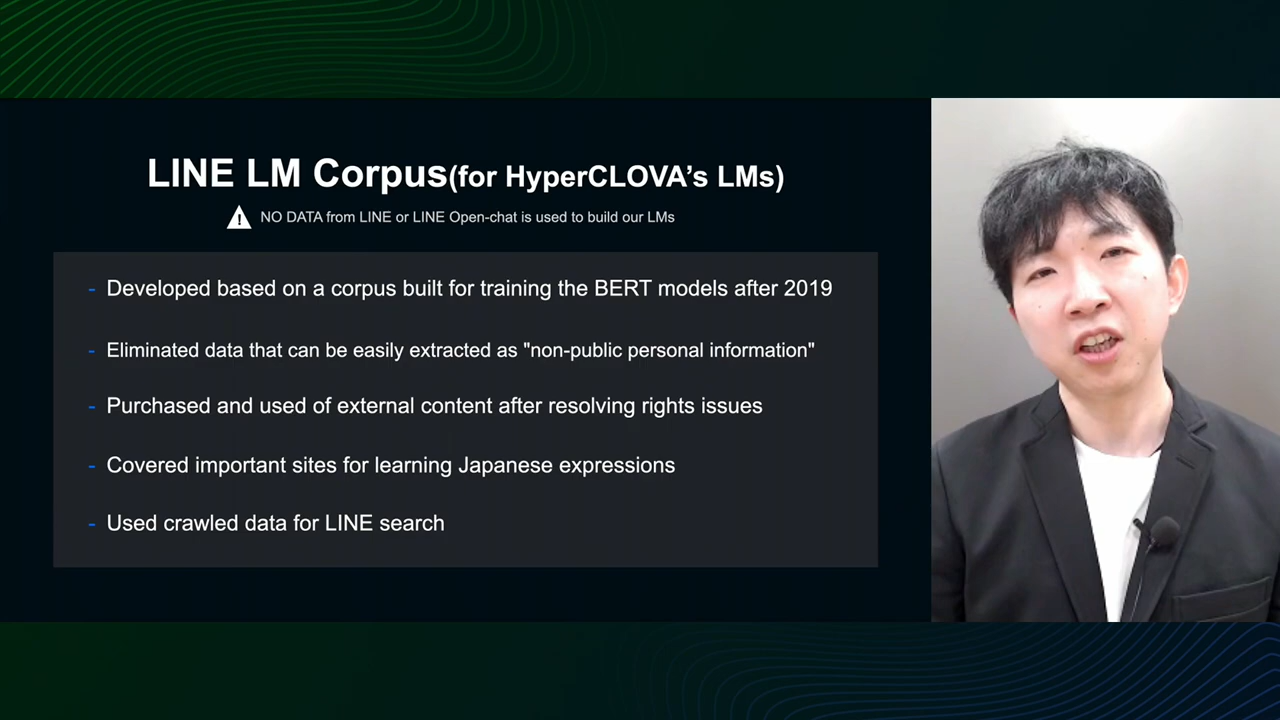 LINE LM Corpus(for HyperCLOVA’s LMs)
NO DATA from LINE or LINE Open-chat is used to build our LMs
- Developed based on a corpus built for training the BERT models after 2019
- Eliminated data that can be easily extracted as "non-public personal information"
- Purchased and used of external content after resolving rights issues
- Covered important sites for learning Japanese expressions
- Used crawled data for LINE search